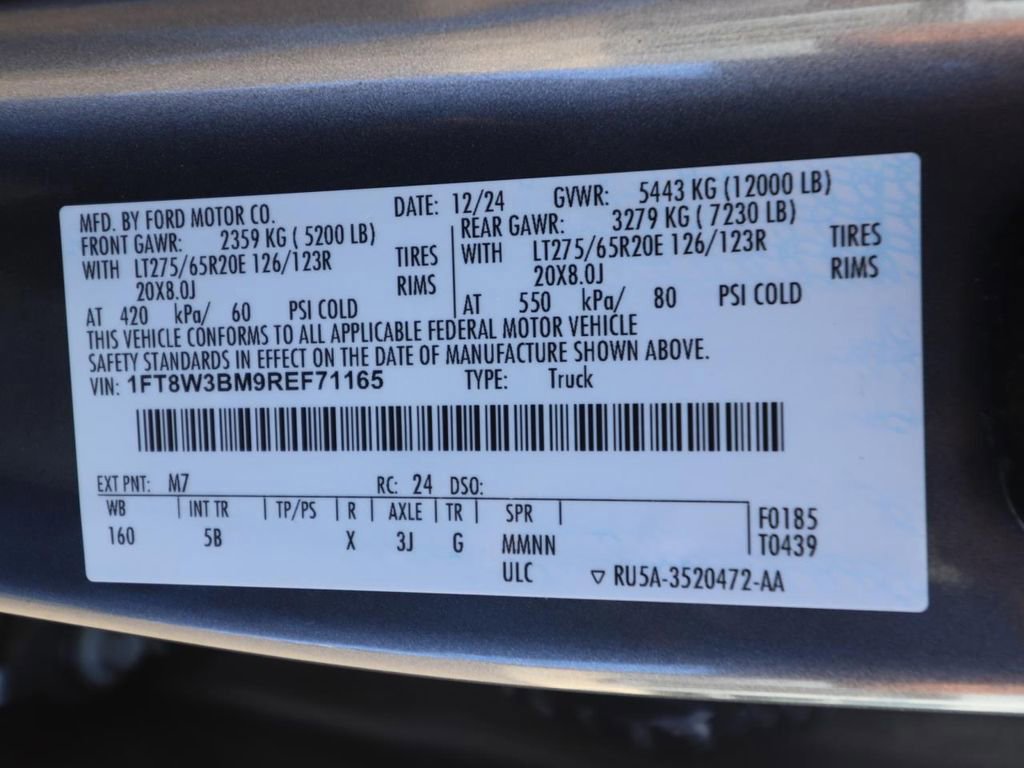 MFD. BY FORD MOTOR CO. DATE: 12/24 GVWR: 5443 KG (12000 LB)
FRONT GAWR: 2359 KG ( 5200 LB) REAR GAWR: 3279 KG ( 7230 LB)
WITH LT275/65R20E 126/123R TIRES WITH LT275/65R20E 126/123R TIRES
20X8.0J RIMS 20X8.0J RIMS
AT 420 kPa/ 60 PSI COLD AT 550 kPa/ 80 PSI COLD
THIS VEHICLE CONFORMS TO ALL APPLICABLE FEDERAL MOTOR VEHICLE
SAFETY STANDARDS IN EFFECT ON THE DATE OF MANUFACTURE SHOWN ABOVE.
VIN: 1FT8W3BM9REF71165 TYPE: Truck
EXT PNT: M7 RC: 24 DSO:
WB INT TR TP/PS R AXLE TR SPR F0185
160 5B X 3J G MMNN T0439
ULC ▽ RU5A-3520472-AA